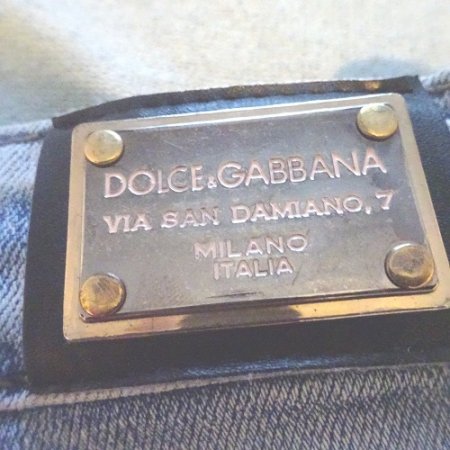 DOLCE&GABBANA
VIA SAN DAMIANO, 7
MILANO
ITALIA